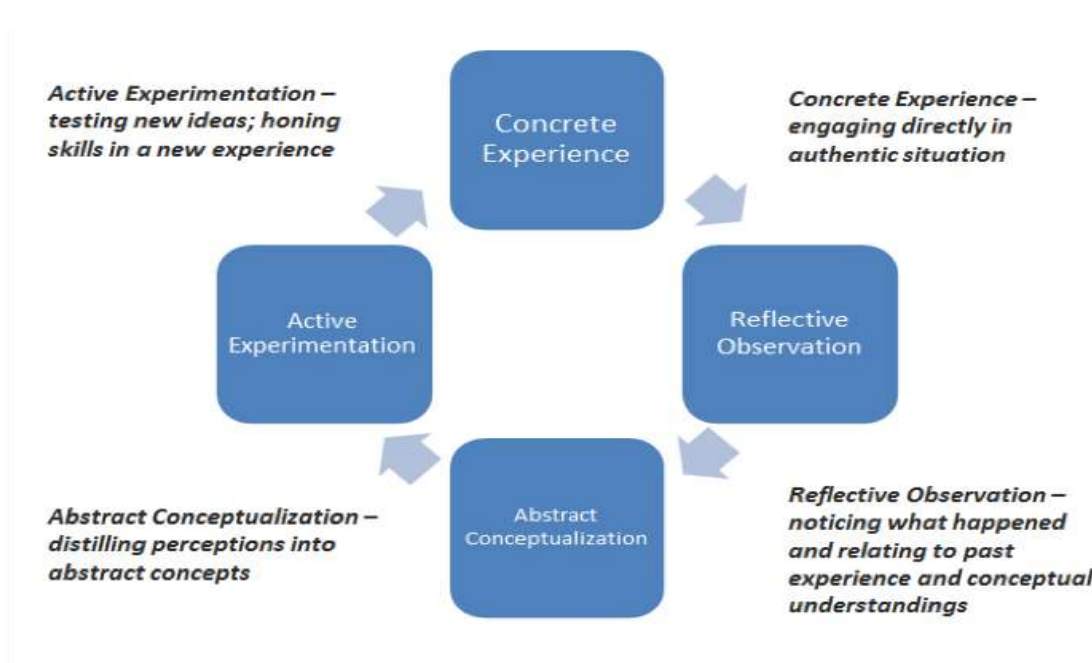 Active Experimentation –
testing new ideas; honing
skills in a new experience
Concrete
Experience
Concrete Experience –
engaging directly in
authentic situation
Active
Experimentation
Reflective
Observation
Abstract Conceptualization –
distilling perceptions into
abstract concepts
Abstract
Conceptualization
Reflective Observation –
noticing what happened
and relating to past
experience and conceptual
understandings